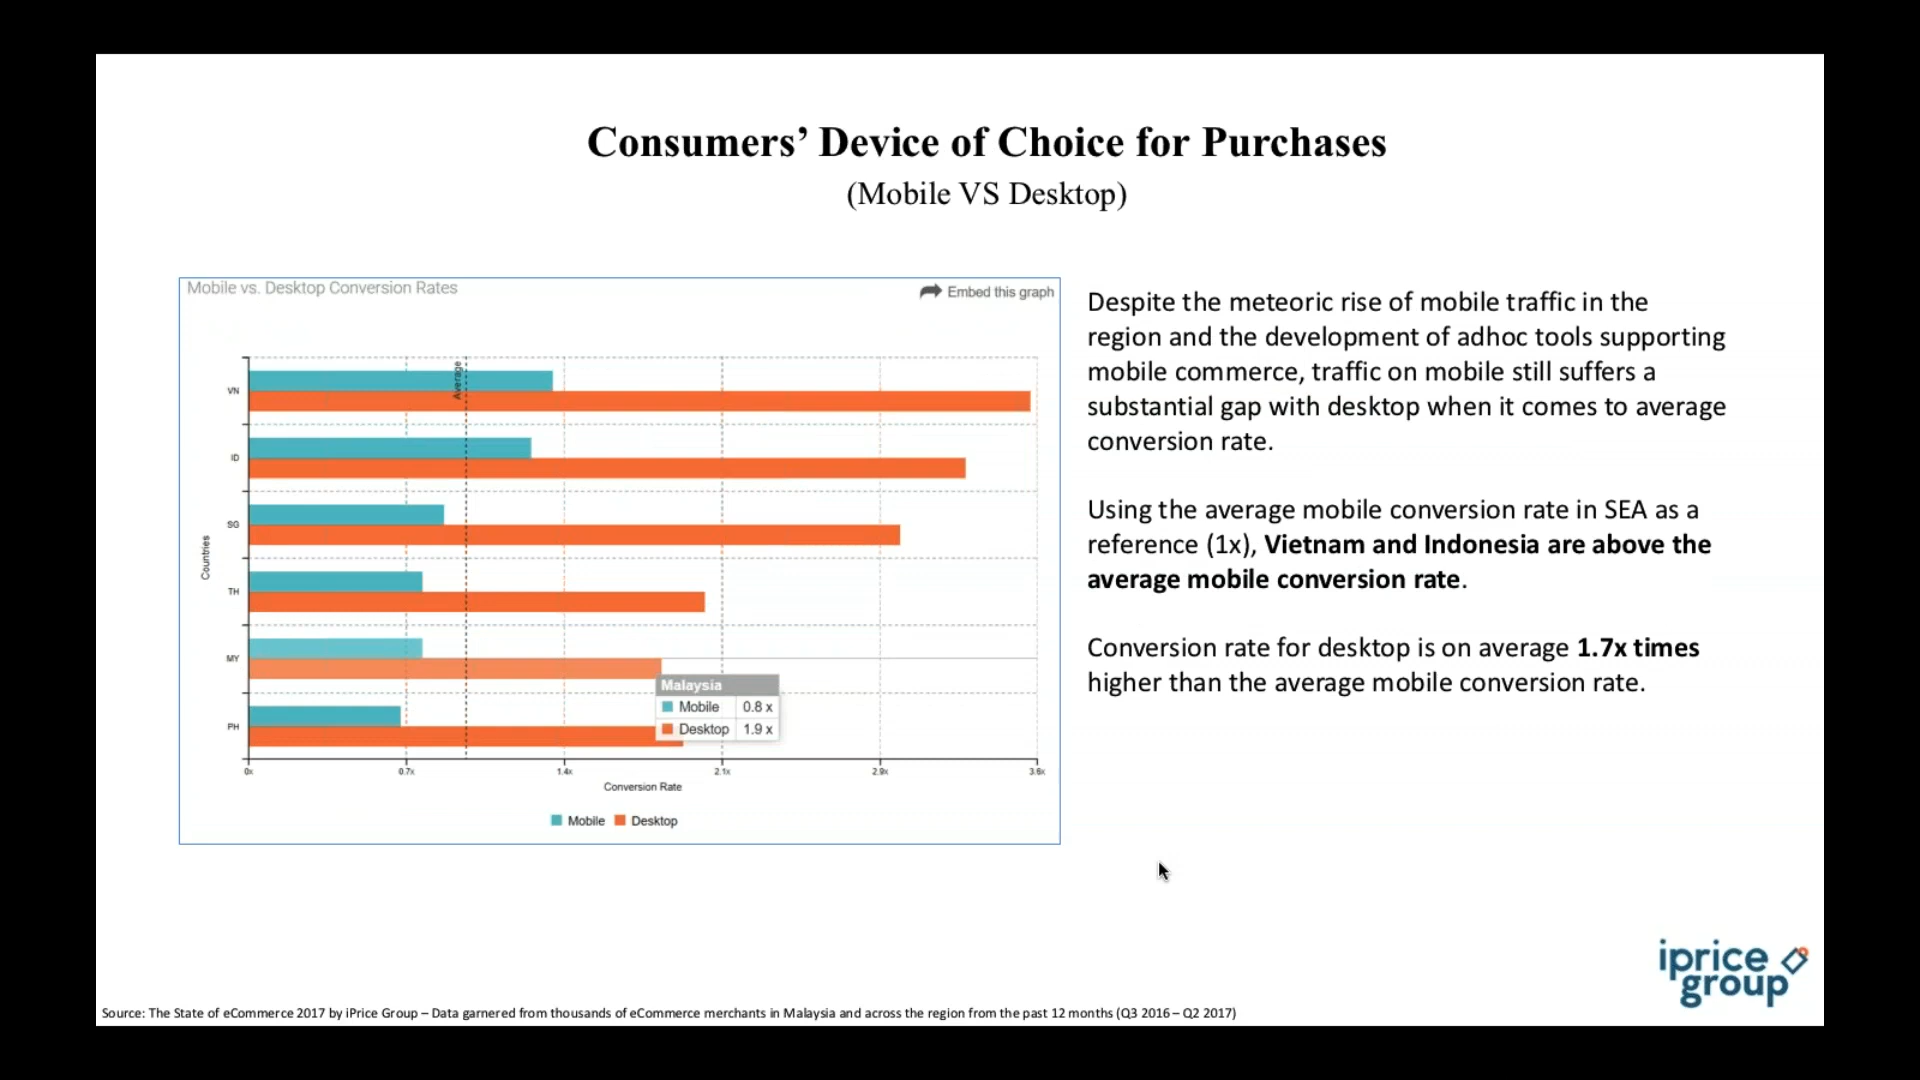 Consumers’ Device of Choice for Purchases
(Mobile VS Desktop)
Mobile vs. Desktop Conversion Rates
Embed this graph
Average
VN
ID
SG
TH
MY
PH
Countries
Malaysia
Mobile 0.8 x
Desktop 1.9 x
0x 0.7x 1.4x 2.1x 2.9x 3.6x
Conversion Rate
Mobile Desktop
Despite the meteoric rise of mobile traffic in the
region and the development of adhoc tools supporting
mobile commerce, traffic on mobile still suffers a
substantial gap with desktop when it comes to average
conversion rate.
Using the average mobile conversion rate in SEA as a
reference (1x), Vietnam and Indonesia are above the
average mobile conversion rate.
Conversion rate for desktop is on average 1.7x times
higher than the average mobile conversion rate.
iprice
group
Source: The State of eCommerce 2017 by iPrice Group – Data garnered from thousands of eCommerce merchants in Malaysia and across the region from the past 12 months (Q3 2016 – Q2 2017)